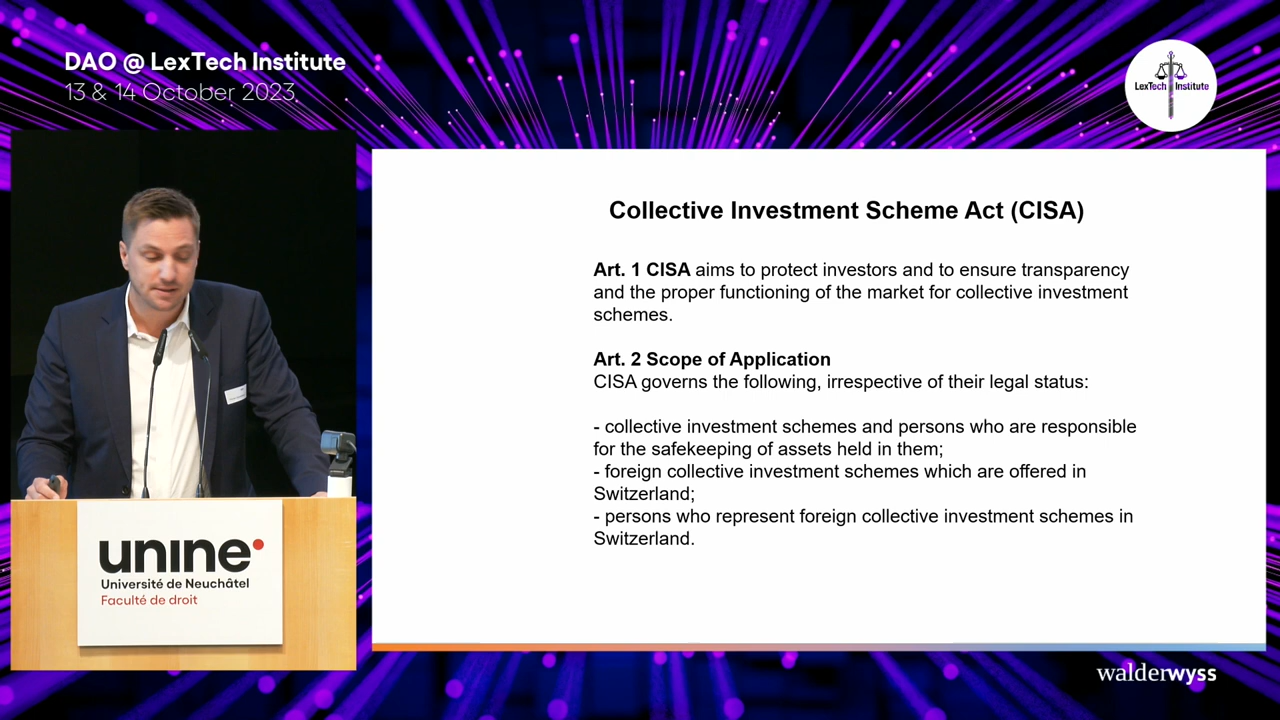 DAO @ LexTech Institute
13 & 14 October 2023
LexTech Institute
Collective Investment Scheme Act (CISA)
Art. 1 CISA aims to protect investors and to ensure transparency
and the proper functioning of the market for collective investment
schemes.
Art. 2 Scope of Application
CISA governs the following, irrespective of their legal status:
- collective investment schemes and persons who are responsible
for the safekeeping of assets held in them;
- foreign collective investment schemes which are offered in
Switzerland;
- persons who represent foreign collective investment schemes in
Switzerland.
unine
Université de Neuchâtel
Faculté de droit
walderwyss